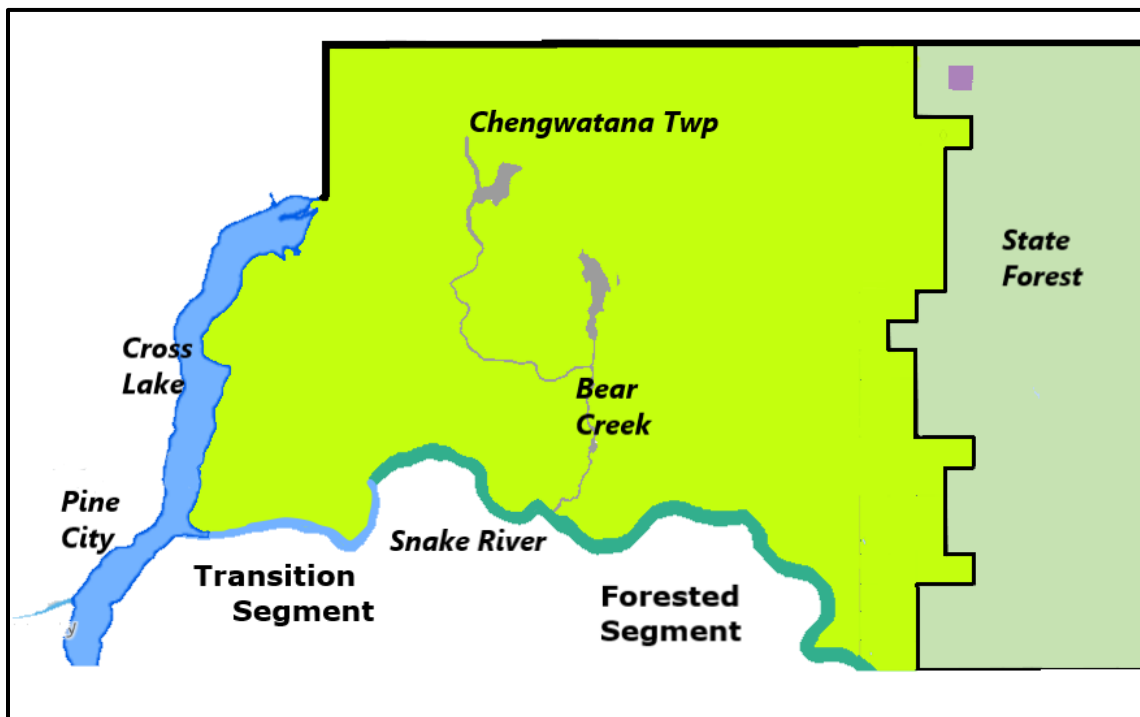 Chengwatana Twp
State
Forest
Cross
Lake
Bear
Creek
Pine
City
Snake River
Transition
Segment
Forested
Segment